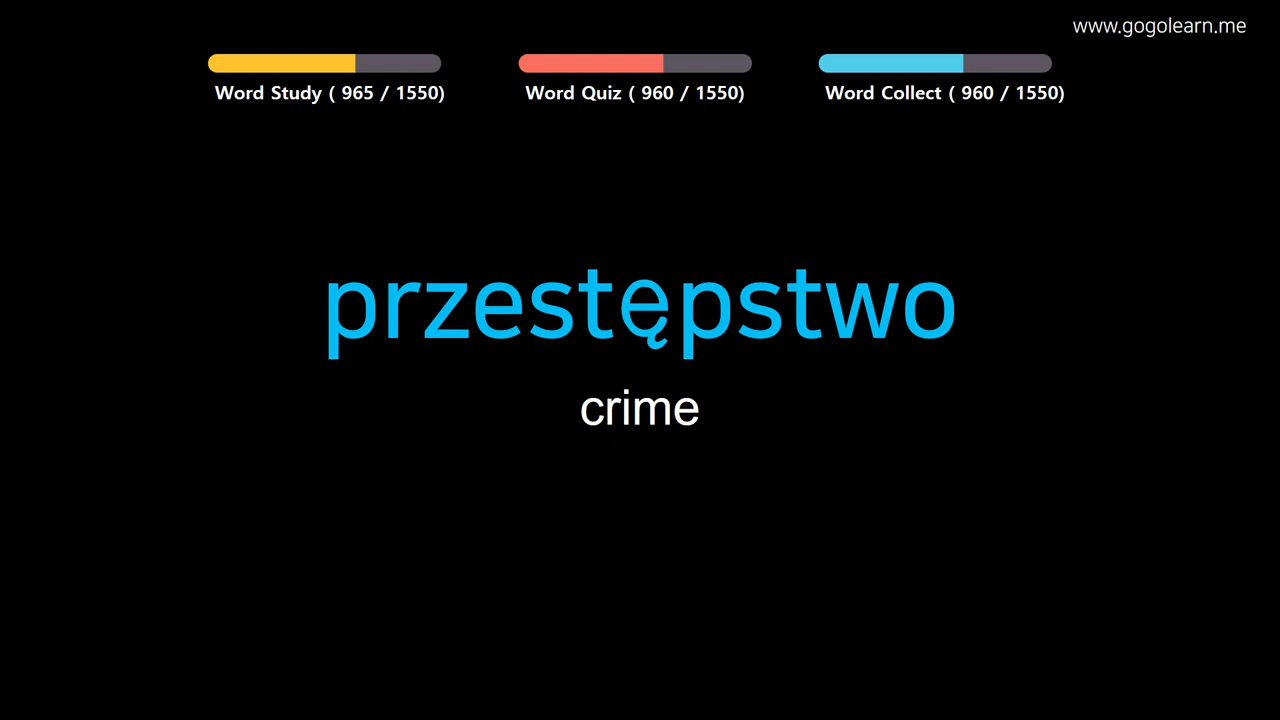 www.gogolearn.me
Word Study ( 965 / 1550)
Word Quiz ( 960 / 1550)
Word Collect ( 960 / 1550)
przestępstwo
crime